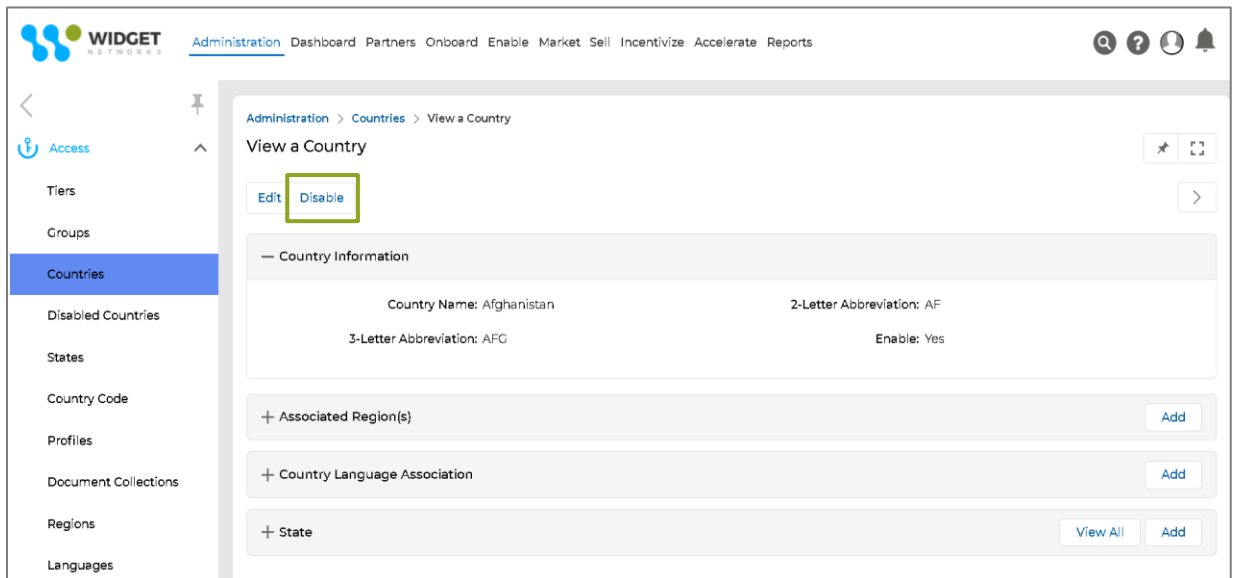 WIDGET
NETWORKS
Administration Dashboard Partners Onboard Enable Market Sell Incentivize Accelerate Reports
Access
Tiers
Groups
Countries
Disabled Countries
States
Country Code
Profiles
Document Collections
Regions
Languages
Administration > Countries > View a Country
View a Country
Edit Disable
Country Information
Country Name: Afghanistan 2-Letter Abbreviation: AF
3-Letter Abbreviation: AFG Enable: Yes
Associated Region(s) Add
Country Language Association Add
State View All Add